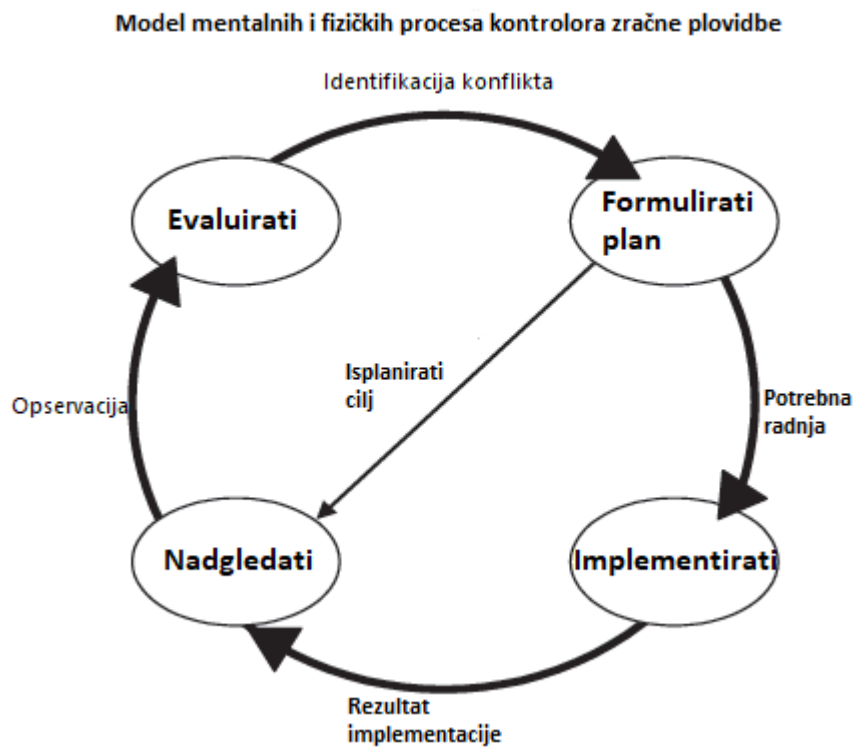 Model mentalnih i fizičkih procesa kontrolora zračne plovidbe
Identifikacija konflikta
Evaluirati
Formulirati
plan
Isplanirati
cilj
Opservacija
Potrebna
radnja
Nadgledati
Implementirati
Rezultat
implementacije